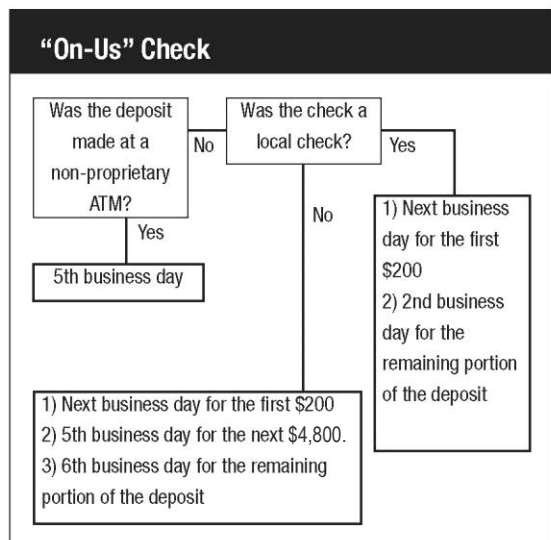 “On-Us” Check
Was the deposit
made at a
non-proprietary
ATM?
No
Was the check a
local check?
Yes
Yes
5th business day
No
1) Next business
day for the first
$200
2) 2nd business
day for the
remaining portion
of the deposit
1) Next business day for the first $200
2) 5th business day for the next $4,800.
3) 6th business day for the remaining
portion of the deposit